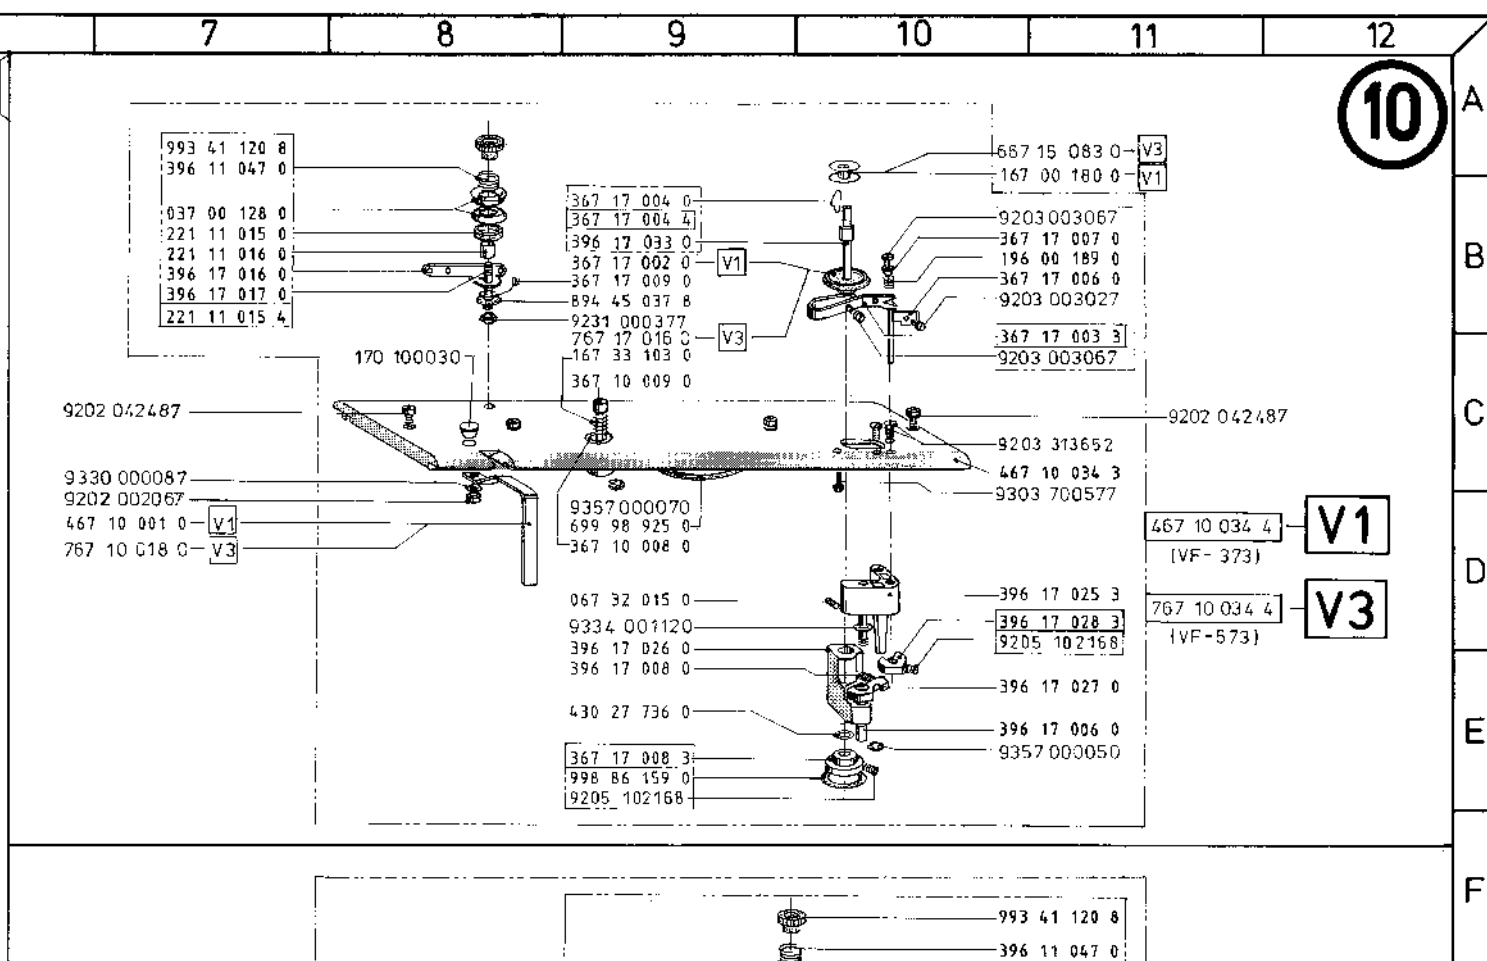 7 8 9 10 11 12
10
A
B
C
D
E
F
993 41 120 8
396 11 047 0
037 00 128 0
221 11 015 0
221 11 016 0
396 17 016 0
396 17 017 0
221 11 015 4
170 100030
9202 042487
9330 000087
9202 002067
467 10 001 0 V1
767 10 018 0 V3
367 17 004 0
367 17 004 4
396 17 033 0
367 17 002 0 V1
367 17 009 0
894 45 037 8
9231 000377
767 17 016 0 V3
167 33 103 0
367 10 009 0
9357 000070
699 98 925 0
367 10 008 0
067 32 015 0
9334 001120
396 17 026 0
396 17 008 0
430 27 736 0
367 17 008 3
998 86 159 0
9205 102168
667 15 083 0 V3
167 00 180 0 V1
9203 003067
367 17 007 0
196 00 189 0
367 17 006 0
9203 003027
367 17 003 3
9203 003067
9202 042487
9203 313652
467 10 034 3
9303 700577
467 10 034 4 V1
(VF-373)
767 10 034 4 V3
(VF-573)
396 17 025 3
396 17 028 3
9205 102168
396 17 027 0
396 17 006 0
9357 000050
993 41 120 8
396 11 047 0